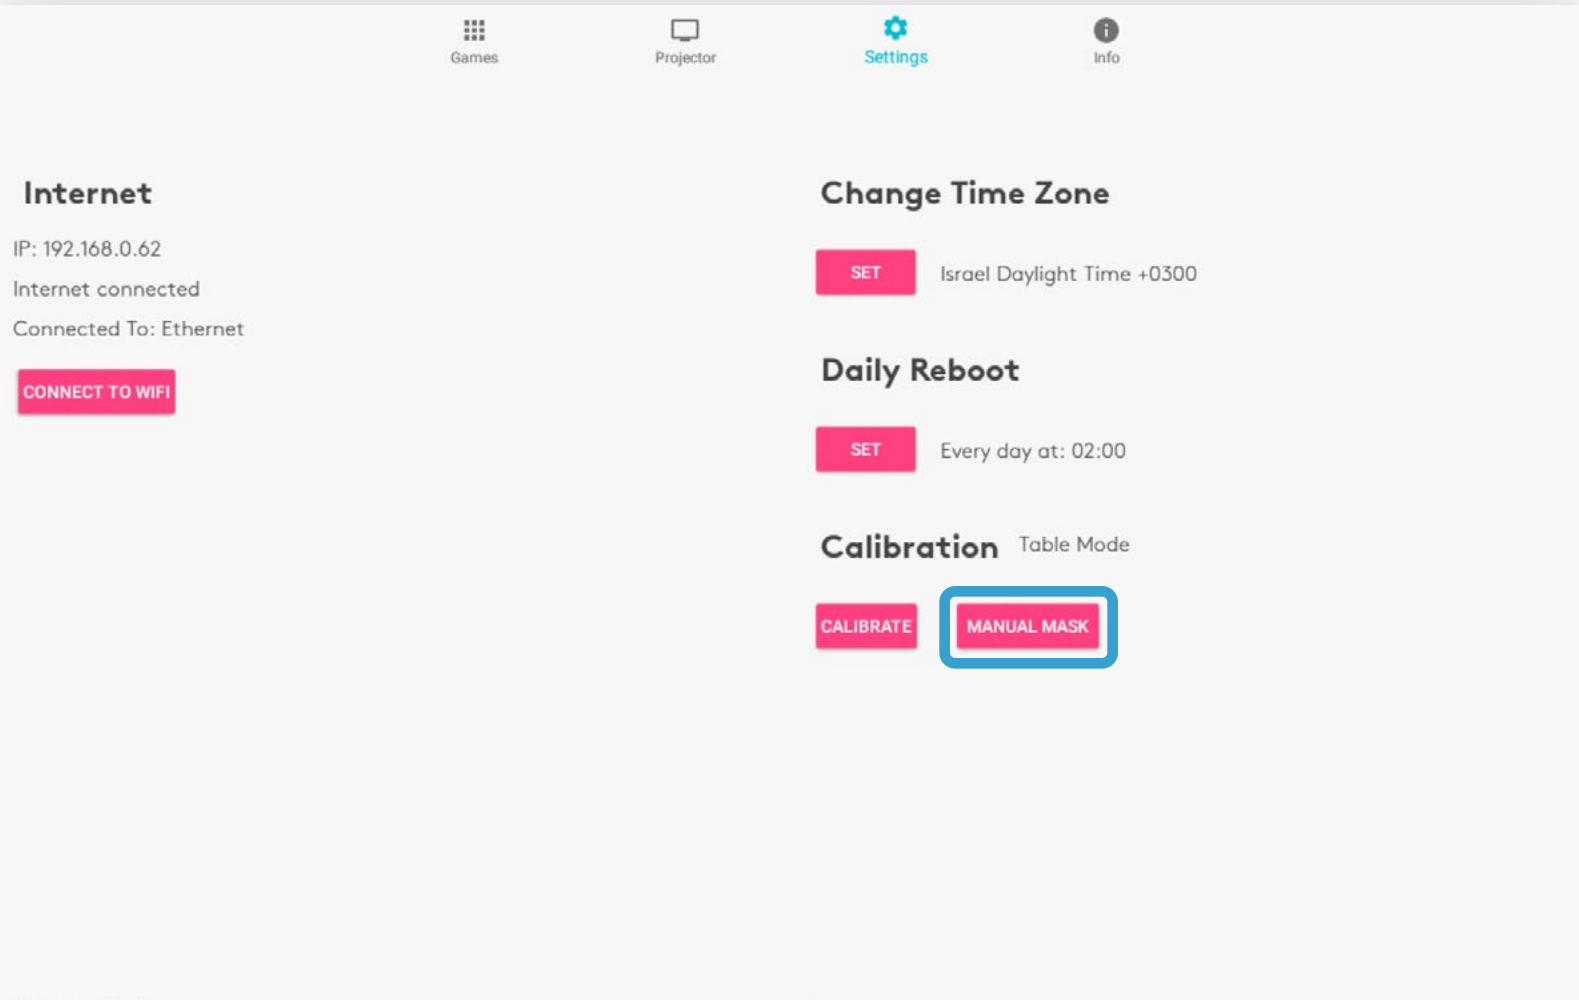 Games
Projector
Settings
Info
Internet
IP: 192.168.0.62
Internet connected
Connected To: Ethernet
CONNECT TO WIFI
Change Time Zone
SET
Israel Daylight Time +0300
Daily Reboot
SET
Every day at: 02:00
Calibration
Table Mode
CALIBRATE
MANUAL MASK